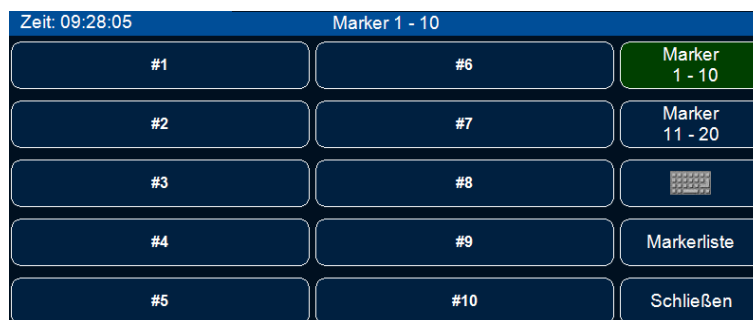 Zeit: 09:28:05
Marker 1 - 10
#1
#6
Marker
1 - 10
#2
#7
Marker
11 - 20
#3
#8
#4
#9
Markerliste
#5
#10
Schließen